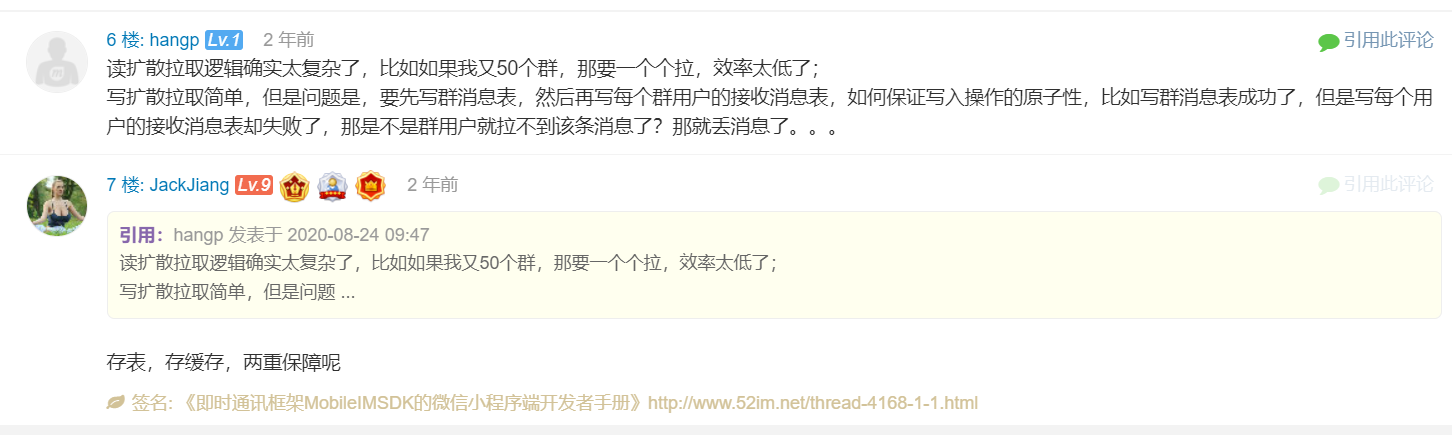 6 楼: hangp Lv.1 2 年前 引用此评论
读扩散拉取逻辑确实太复杂了，比如如果我又50个群，那要一个个拉，效率太低了；
写扩散拉取简单，但是问题是，要先写群消息表，然后再写每个群用户的接收消息表，如何保证写入操作的原子性，比如写群消息表成功了，但是写每个用
户的接收消息表却失败了，那是不是群用户就拉不到该条消息了？那就丢消息了。。。
7 楼: JackJiang Lv.9 2 年前 引用此评论
引用：hangp 发表于 2020-08-24 09:47
读扩散拉取逻辑确实太复杂了，比如如果我又50个群，那要一个个拉，效率太低了；
写扩散拉取简单，但是问题 ...
存表，存缓存，两重保障呢
签名: 《即时通讯框架MobileIMSDK的微信小程序端开发者手册》http://www.52im.net/thread-4168-1-1.html